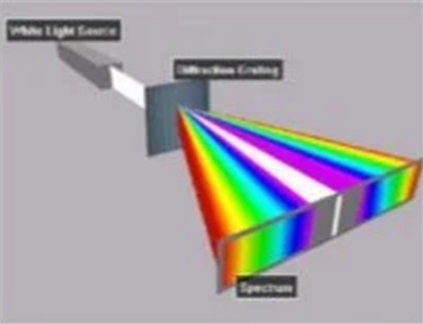 White Light Source
Diffraction Grating
Spectrum